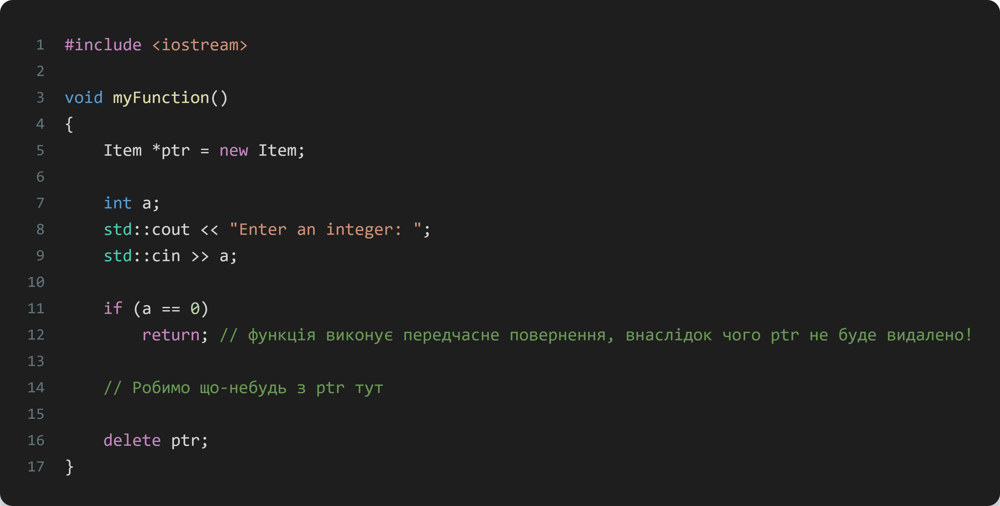 1 #include <iostream>
2
3 void myFunction()
4 {
5     Item *ptr = new Item;
6
7     int a;
8     std::cout << "Enter an integer: ";
9     std::cin >> a;
10
11     if (a == 0)
12         return; // функція виконує передчасне повернення, внаслідок чого ptr не буде видалено!
13
14     // Робимо що-небудь з ptr тут
15
16     delete ptr;
17 }